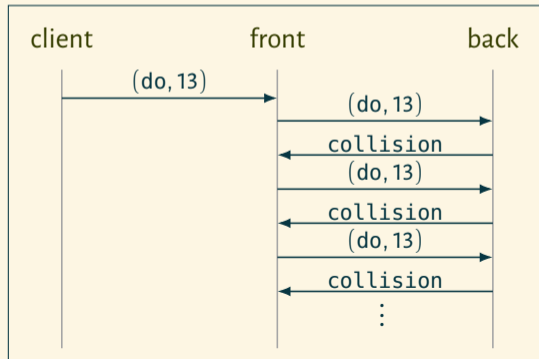 client front back
(do, 13)
(do, 13)
collision
(do, 13)
collision
(do, 13)
collision
⋮